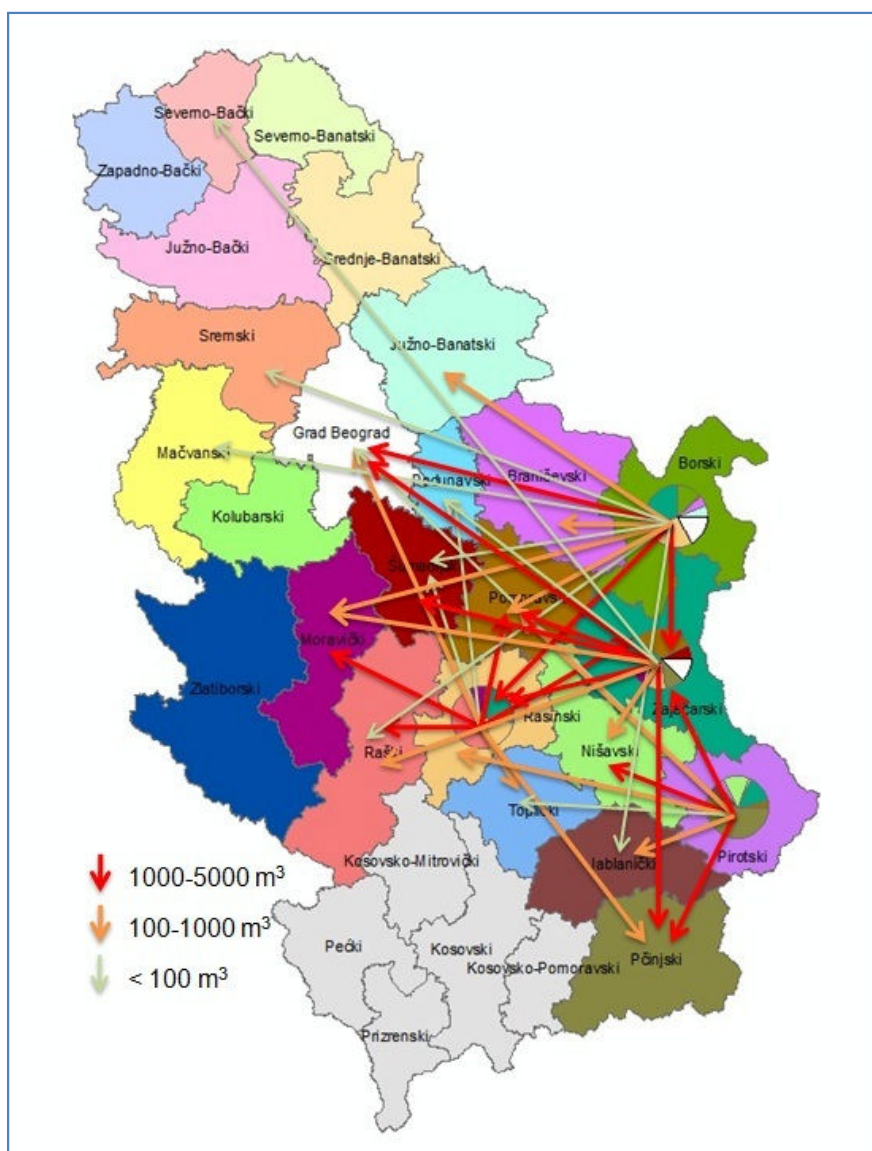 Severno-Bački
Severno-Banatski
Zapadno-Bački
Južno-Bački
Srednje-Banatski
Sremski
Južno-Banatski
Grad Beograd
Mačvanski
Podunavski
Braničevski
Borski
Kolubarski
Pomoravski
Moravički
Zlatiborski
Rasinski
Zaječarski
Raški
Nišavski
Toplički
Pirotski
Kosovsko-Mitrovički
Jablanički
1000-5000 m³
100-1000 m³
< 100 m³
Pećki
Kosovski
Kosovsko-Pomoravski
Pčinjski
Prizrenski